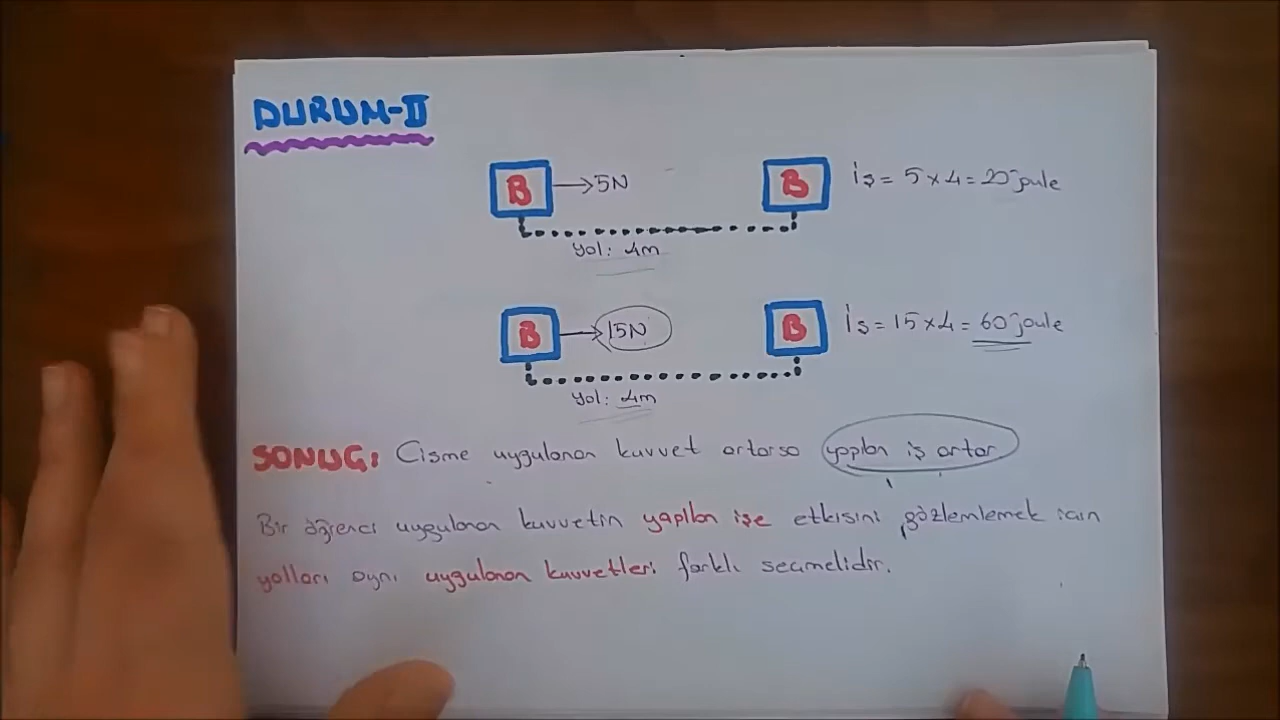 DURUM-II
B → 5N B İş = 5 x 4 = 20 joule
yol: 4m
B → 15N B İş = 15 x 4 = 60 joule
yol: 4m
SONUÇ: Cisme uygulanan kuvvet artarsa yapılan iş artar
Bir öğrenci uygulanan kuvvetin yapılan işe etkisini gözlemlemek için
yolları aynı uygulanan kuvvetleri farklı seçmelidir.